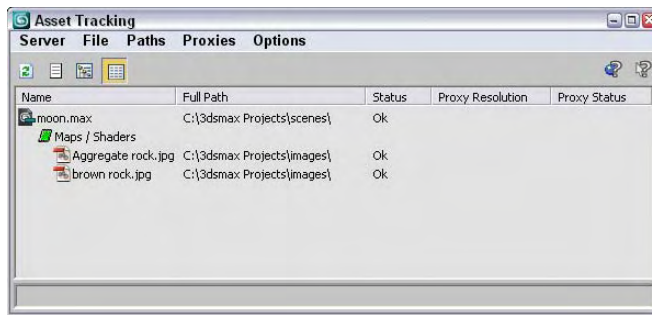 Asset Tracking
Server File Paths Proxies Options
Name Full Path Status Proxy Resolution Proxy Status
moon.max C:\3dsmax Projects\scenes\ Ok
Maps / Shaders
Aggregate rock.jpg C:\3dsmax Projects\images\ Ok
brown rock.jpg C:\3dsmax Projects\images\ Ok